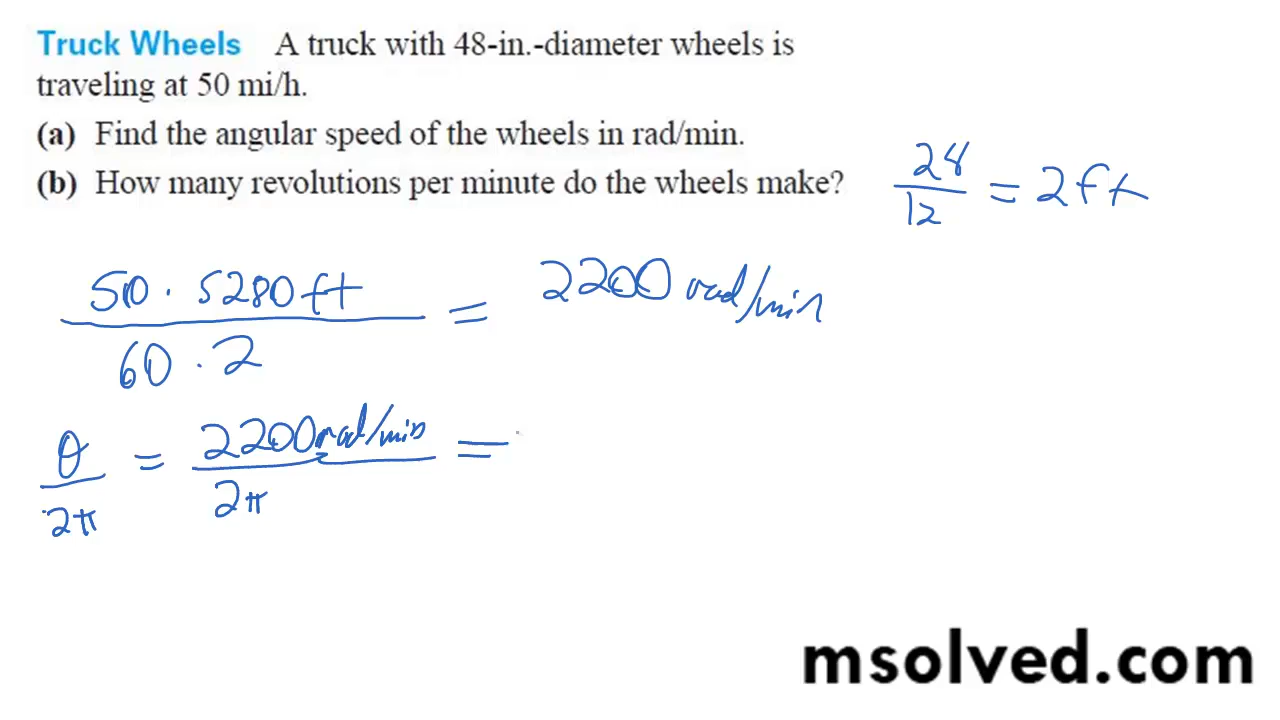 Truck Wheels A truck with 48-in.-diameter wheels is
traveling at 50 mi/h.
(a) Find the angular speed of the wheels in rad/min.
(b) How many revolutions per minute do the wheels make?
24/12 = 2 ft
50 · 5280 ft / 60 · 2 = 2200 rad/min
θ/2π = 2200 rad/min / 2π =
msolved.com